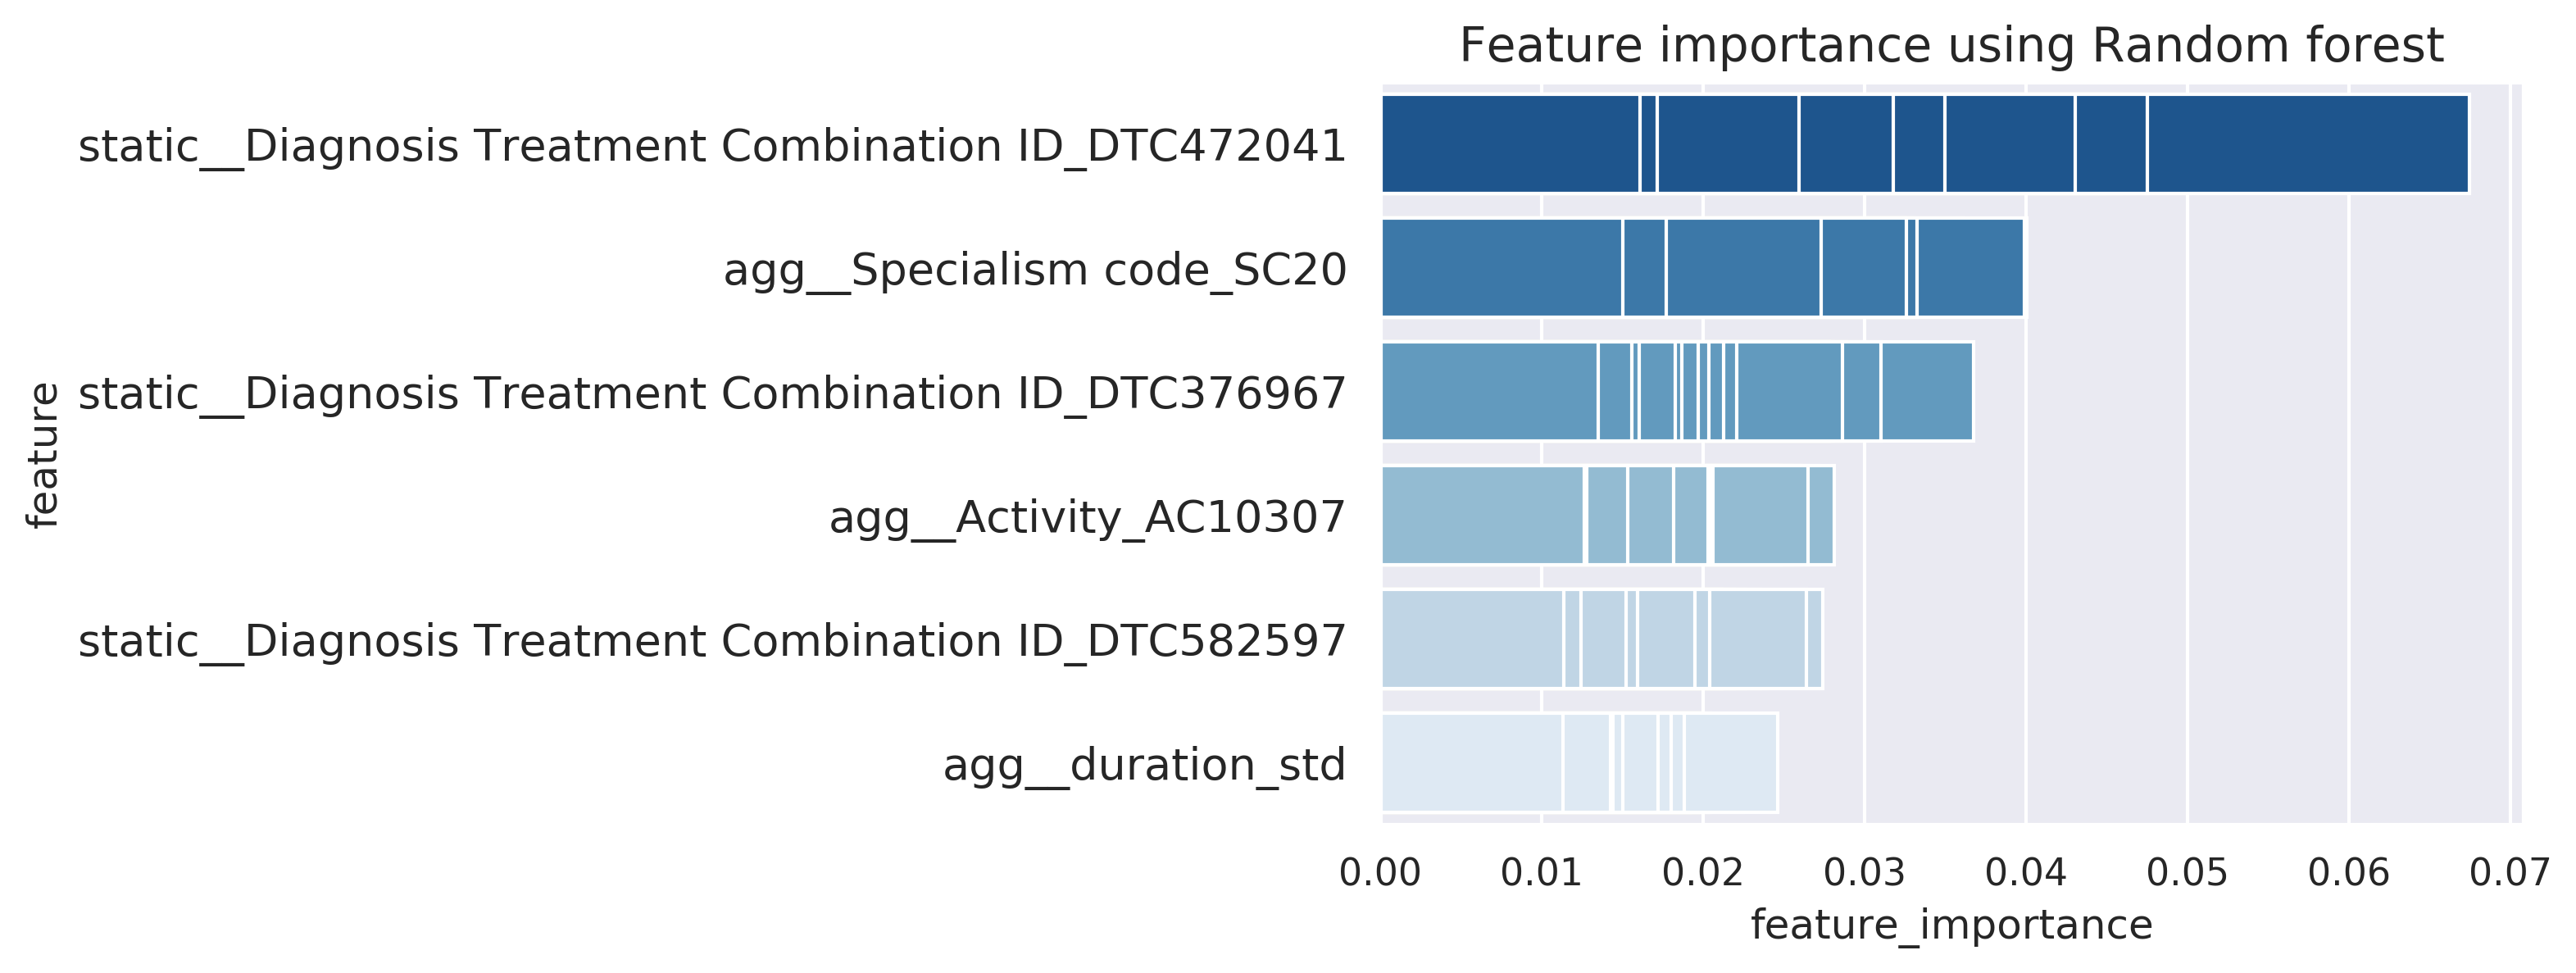 Feature importance using Random forest
static__Diagnosis Treatment Combination ID_DTC472041
agg__Specialism code_SC20
static__Diagnosis Treatment Combination ID_DTC376967
agg__Activity_AC10307
static__Diagnosis Treatment Combination ID_DTC582597
agg__duration_std
feature
0.00 0.01 0.02 0.03 0.04 0.05 0.06 0.07
feature_importance